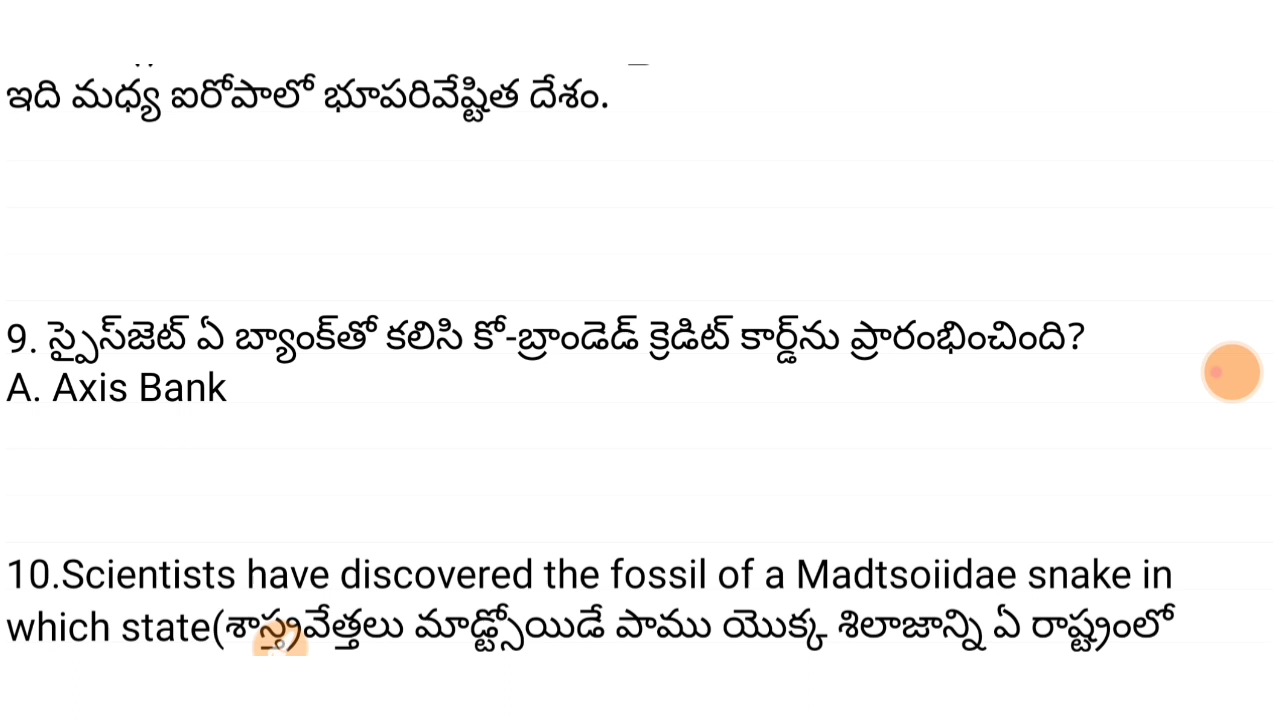 ఇది మధ్య ఐరోపాలో భూపరివేష్టిత దేశం.
9. స్పైస్‌జెట్ ఏ బ్యాంక్‌తో కలిసి కో-బ్రాండెడ్ క్రెడిట్ కార్డ్‌ను ప్రారంభించింది?
A. Axis Bank
10.Scientists have discovered the fossil of a Madtsoiidae snake in
which state(శాస్త్రవేత్తలు మాడ్ట్సోయిడే పాము యొక్క శిలాజాన్ని ఏ రాష్ట్రంలో